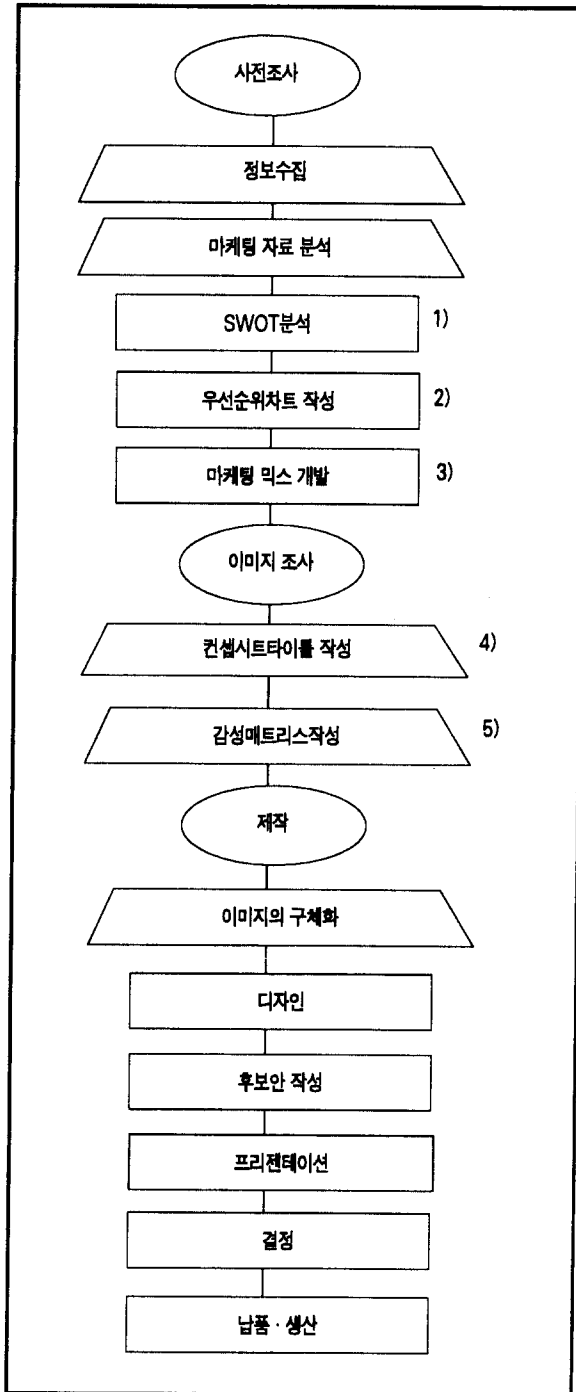 사전조사
정보수집
마케팅 자료 분석
SWOT분석 1)
우선순위차트 작성 2)
마케팅 믹스 개발 3)
이미지 조사
컨셉시트타이틀 작성 4)
감성매트리스작성 5)
제작
이미지의 구체화
디자인
후보안 작성
프리젠테이션
결정
납품 · 생산